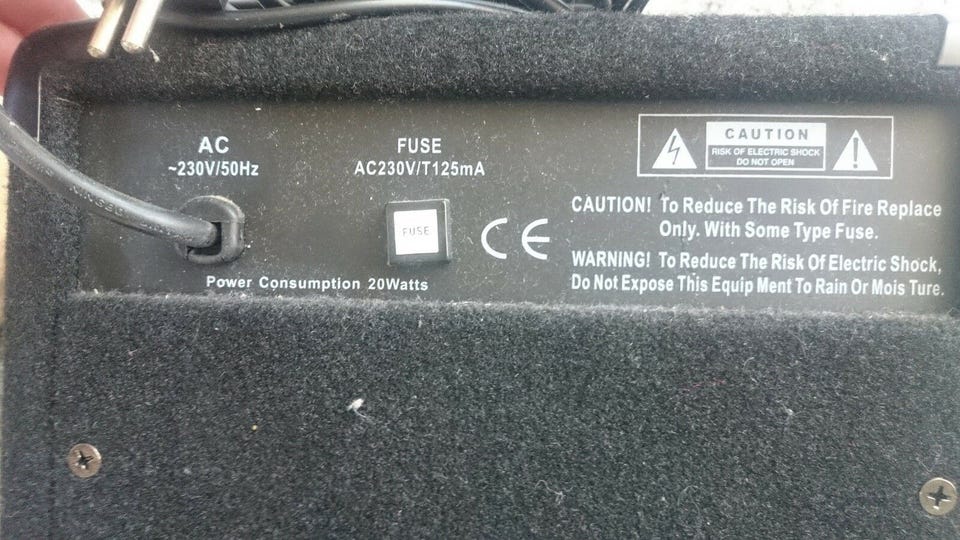 AC
~230V/50Hz
FUSE
AC230V/T125mA
FUSE
CE
Power Consumption 20Watts
CAUTION
RISK OF ELECTRIC SHOCK
DO NOT OPEN
CAUTION! To Reduce The Risk Of Fire Replace
Only. With Some Type Fuse.
WARNING! To Reduce The Risk Of Electric Shock,
Do Not Expose This Equip Ment To Rain Or Mois Ture.